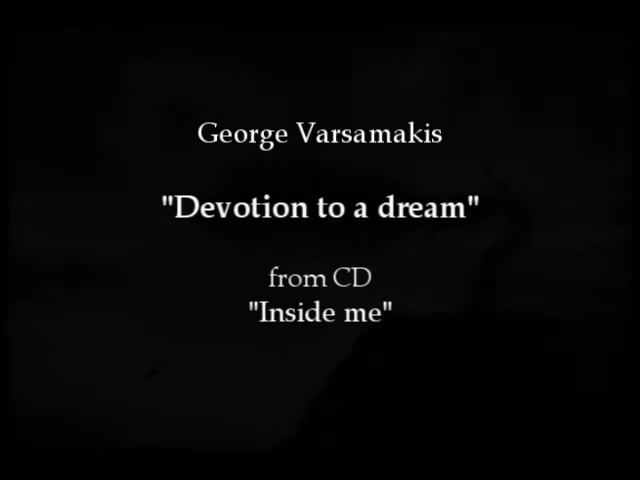 George Varsamakis
"Devotion to a dream"
from CD
"Inside me"